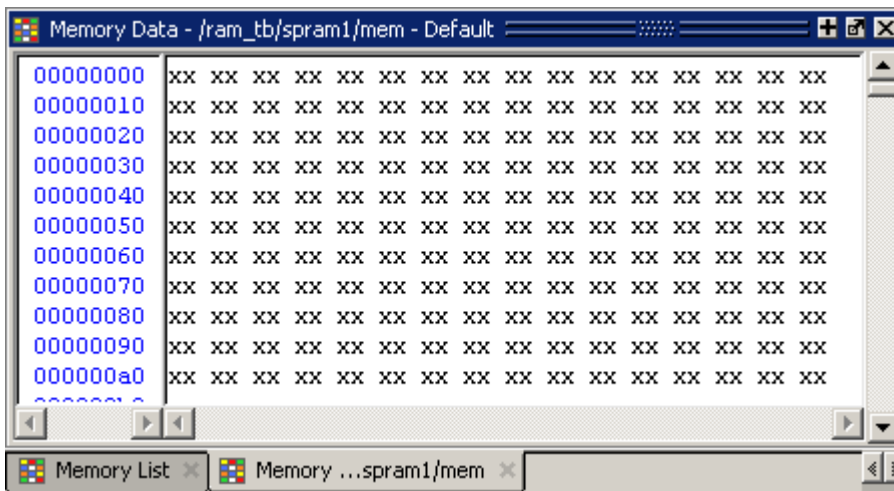 Memory Data - /ram_tb/spram1/mem - Default
00000000 xx xx xx xx xx xx xx xx xx xx xx xx xx xx xx xx
00000010 xx xx xx xx xx xx xx xx xx xx xx xx xx xx xx xx
00000020 xx xx xx xx xx xx xx xx xx xx xx xx xx xx xx xx
00000030 xx xx xx xx xx xx xx xx xx xx xx xx xx xx xx xx
00000040 xx xx xx xx xx xx xx xx xx xx xx xx xx xx xx xx
00000050 xx xx xx xx xx xx xx xx xx xx xx xx xx xx xx xx
00000060 xx xx xx xx xx xx xx xx xx xx xx xx xx xx xx xx
00000070 xx xx xx xx xx xx xx xx xx xx xx xx xx xx xx xx
00000080 xx xx xx xx xx xx xx xx xx xx xx xx xx xx xx xx
00000090 xx xx xx xx xx xx xx xx xx xx xx xx xx xx xx xx
000000a0 xx xx xx xx xx xx xx xx xx xx xx xx xx xx xx xx
Memory List Memory ...spram1/mem